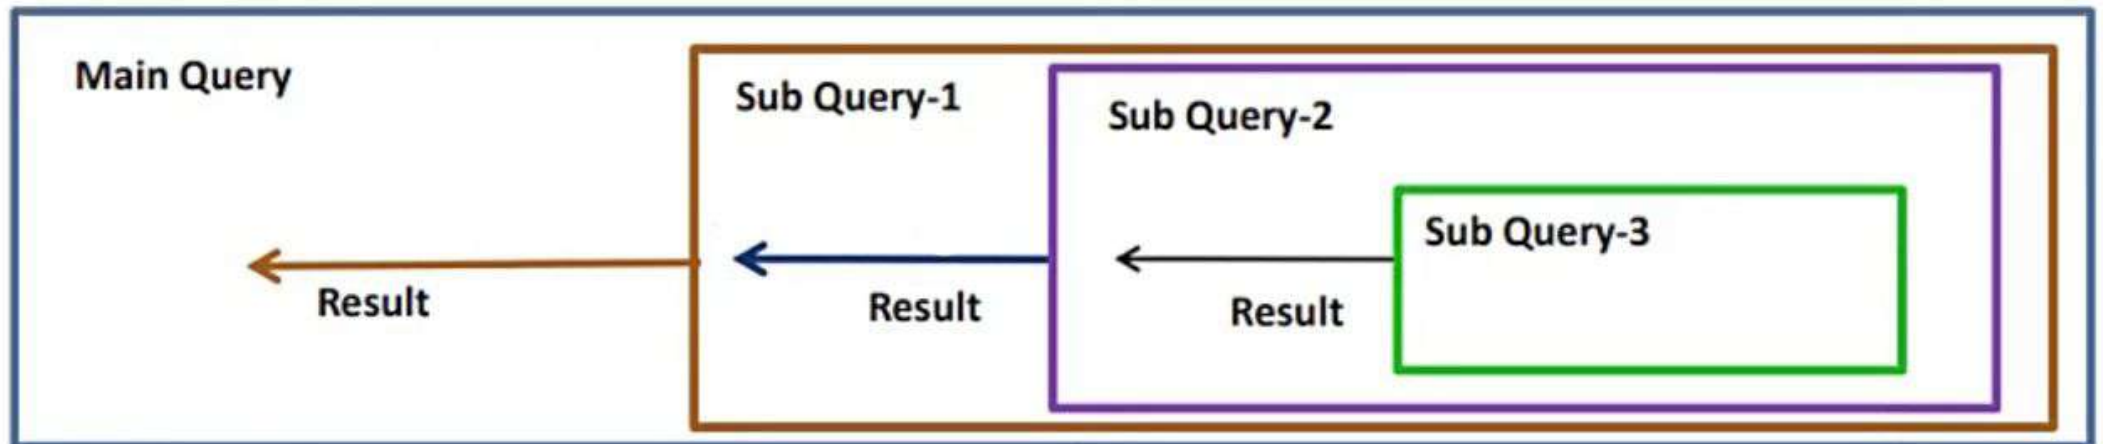 Main Query
Sub Query-1
Sub Query-2
Sub Query-3
Result
Result
Result